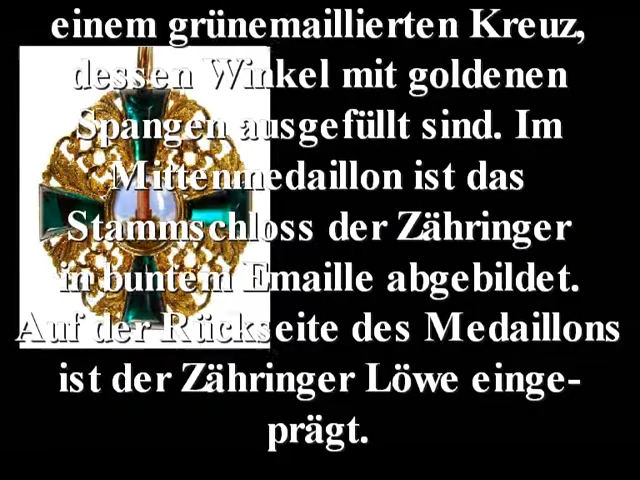 einem grünemaillierten Kreuz,
dessen Winkel mit goldenen
Spangen ausgefüllt sind. Im
Mittenmedaillon ist das
Stammschloss der Zähringer
in buntem Emaille abgebildet.
Auf der Rückseite des Medaillons
ist der Zähringer Löwe einge-
prägt.